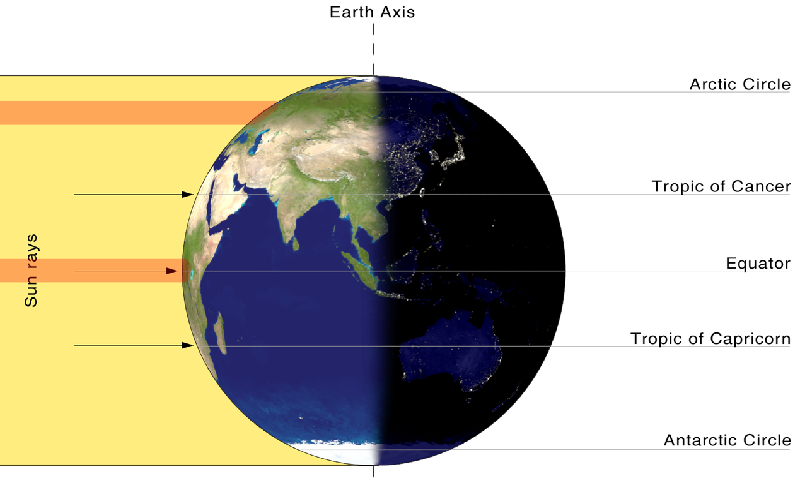 Earth Axis
Arctic Circle
Tropic of Cancer
Sun rays
Equator
Tropic of Capricorn
Antarctic Circle